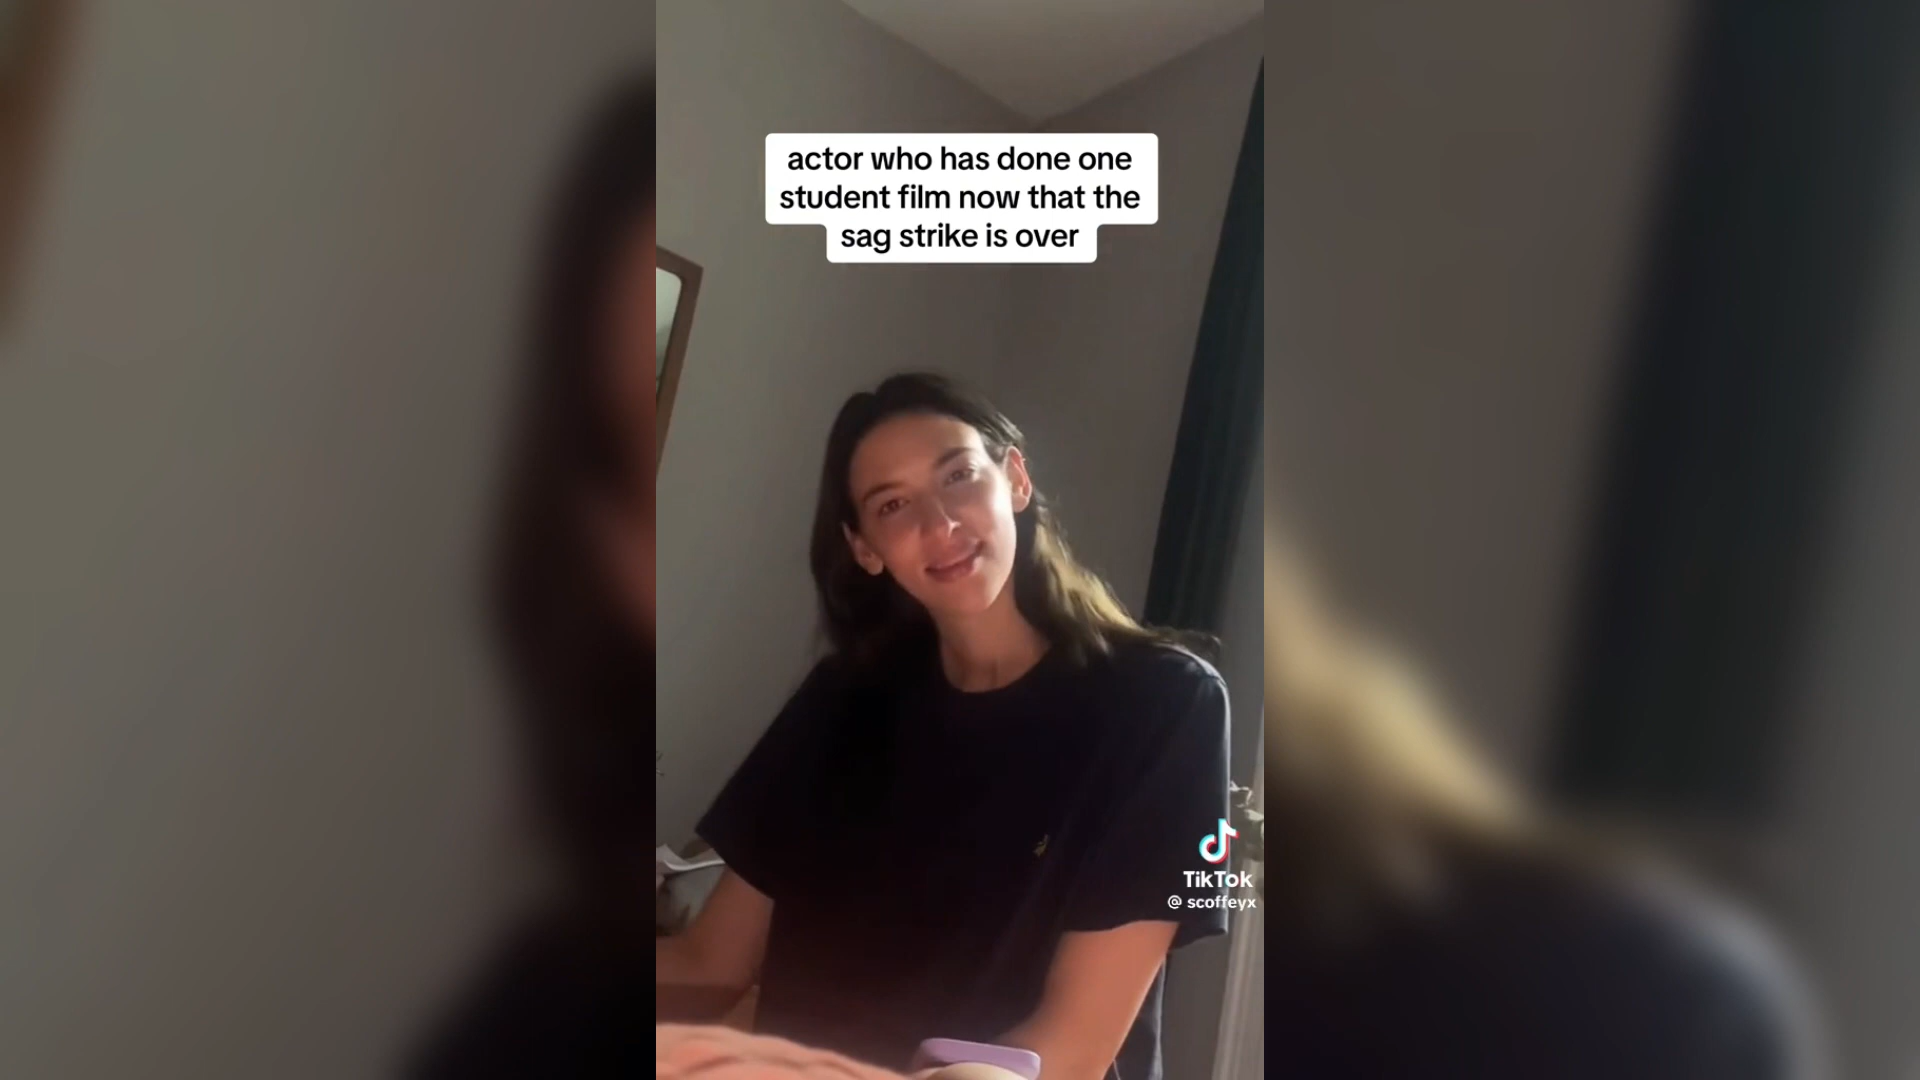 actor who has done one
student film now that the
sag strike is over
TikTok
@ scoffeyx